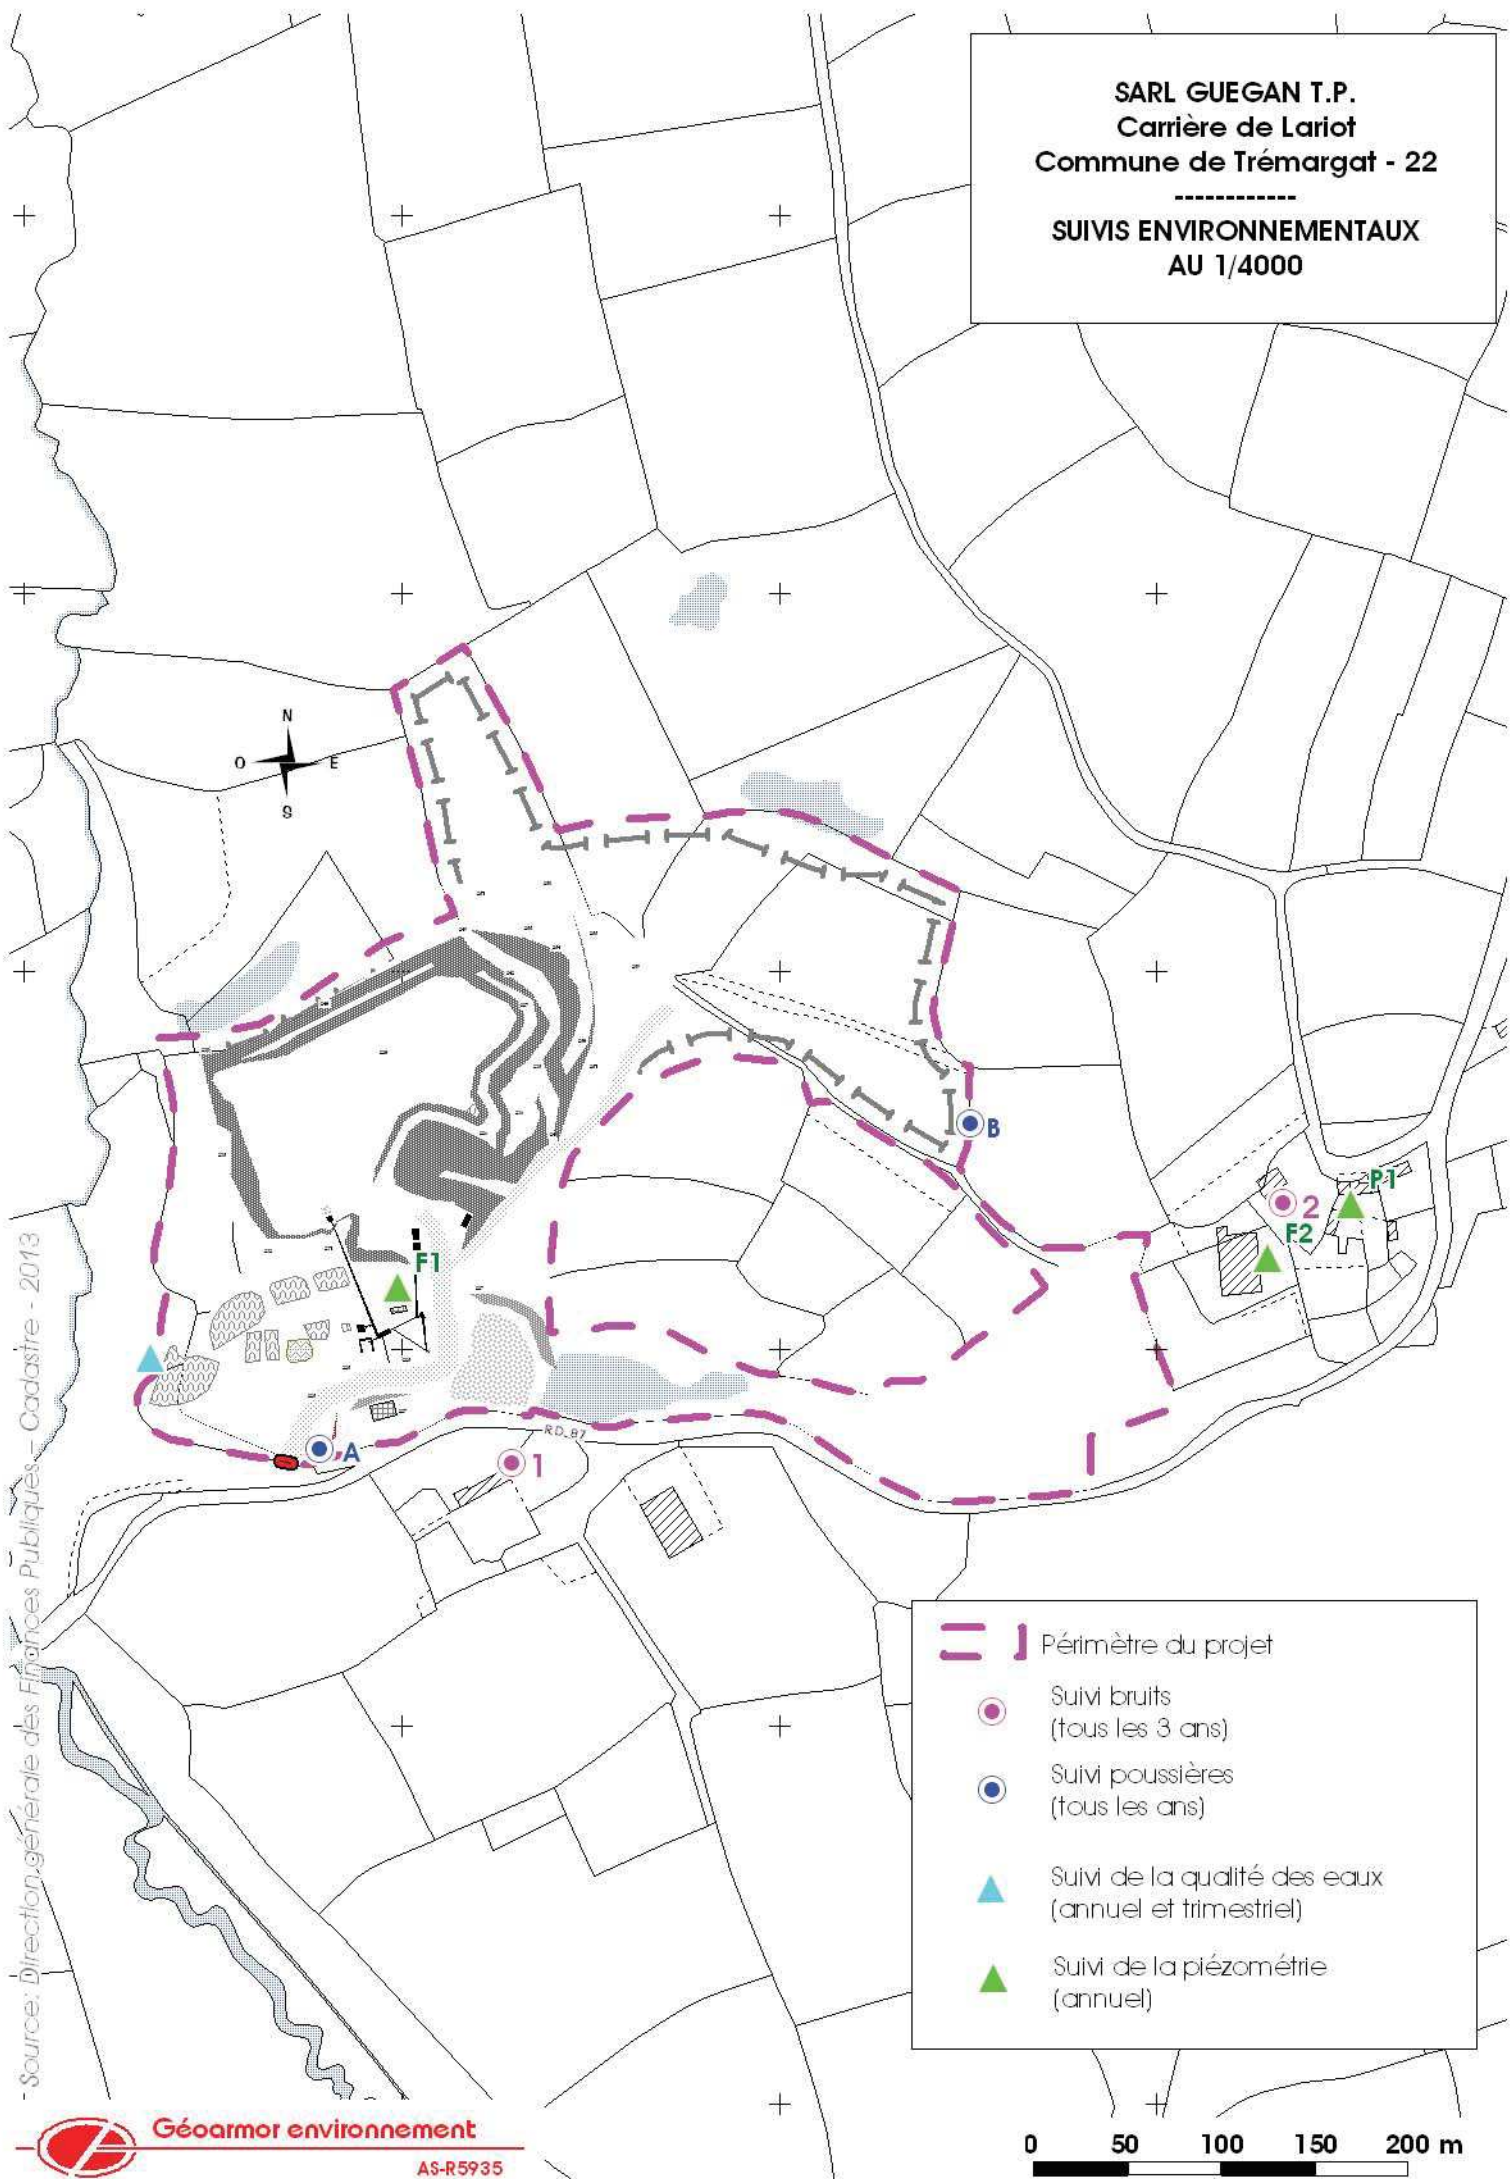 SARL GUEGAN T.P.
Carrière de Lariot
Commune de Trémargat - 22
------------
SUIVIS ENVIRONNEMENTAUX
AU 1/4000
N
O
E
S
B
P1
2
F2
F1
A
R.D. 87
1
Source: Direction générale des Finances Publiques - Cadastre - 2013
Périmètre du projet
Suivi bruits
(tous les 3 ans)
Suivi poussières
(tous les ans)
Suivi de la qualité des eaux
(annuel et trimestriel)
Suivi de la piézométrie
(annuel)
Géoarmor environnement
AS-R5935
0 50 100 150 200 m